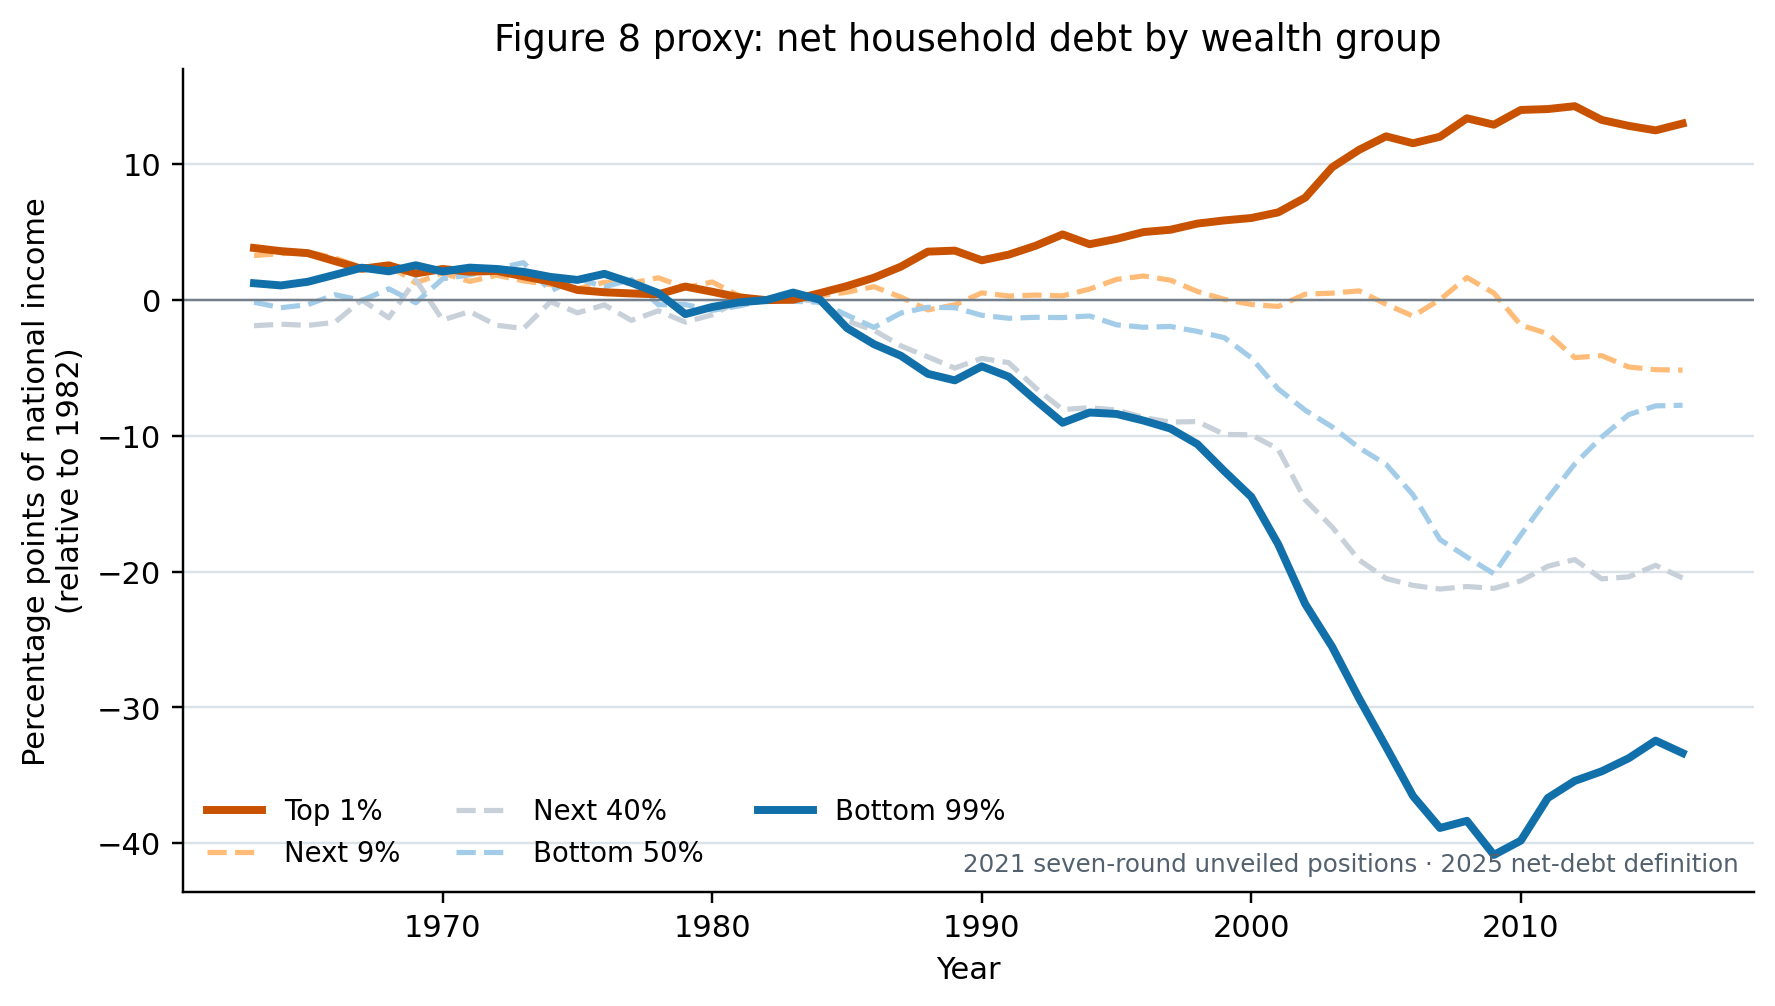 Figure 8 proxy: net household debt by wealth group
Percentage points of national income
(relative to 1982)
10
0
−10
−20
−30
−40
Top 1%
Next 9%
Next 40%
Bottom 50%
Bottom 99%
2021 seven-round unveiled positions · 2025 net-debt definition
1970
1980
1990
2000
2010
Year